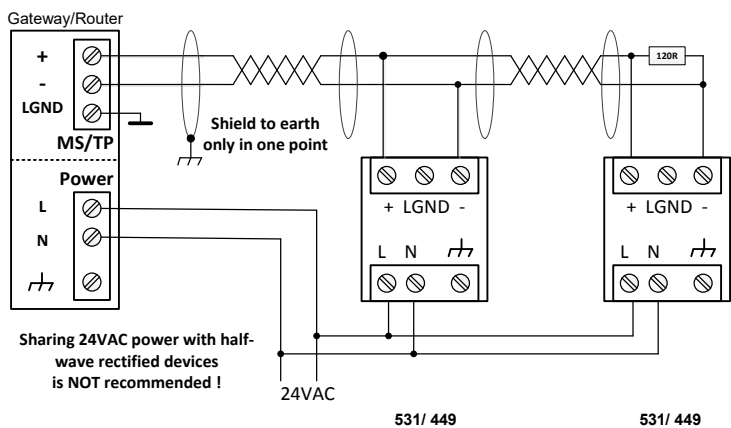 Gateway/Router
+
-
LGND
MS/TP
Shield to earth
only in one point
120R
Power
L
N
+ LGND -
L N
+ LGND -
L N
Sharing 24VAC power with half-
wave rectified devices
is NOT recommended !
24VAC
531/ 449
531/ 449